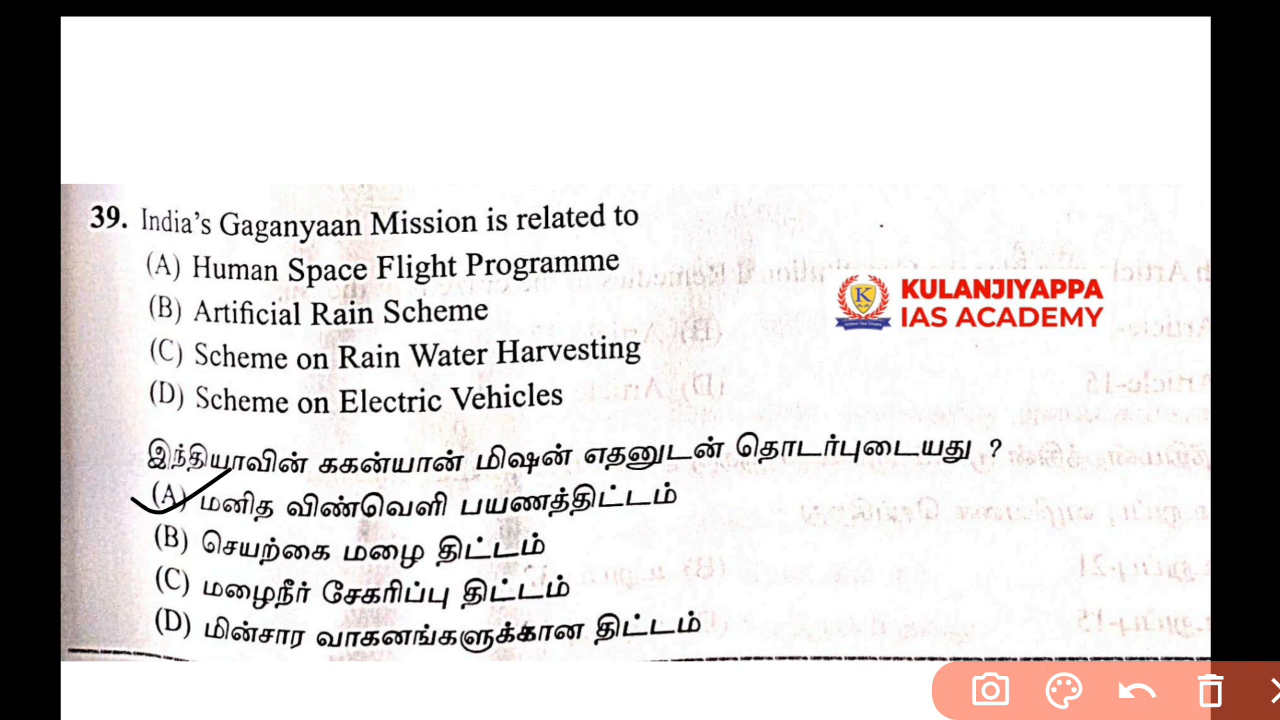 39. India's Gaganyaan Mission is related to
(A) Human Space Flight Programme
(B) Artificial Rain Scheme
(C) Scheme on Rain Water Harvesting
(D) Scheme on Electric Vehicles
KULANJIYAPPA
IAS ACADEMY
இந்தியாவின் ககன்யான் மிஷன் எதனுடன் தொடர்புடையது ?
(A) மனித விண்வெளி பயணத்திட்டம்
(B) செயற்கை மழை திட்டம்
(C) மழைநீர் சேகரிப்பு திட்டம்
(D) மின்சார வாகனங்களுக்கான திட்டம்